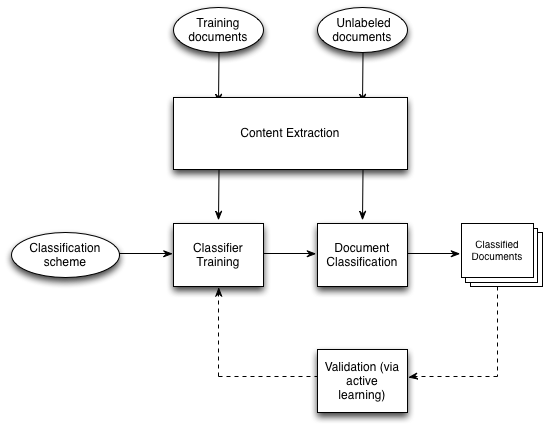 Training
documents
Unlabeled
documents
Content Extraction
Classification
scheme
Classifier
Training
Document
Classification
Classified
Documents
Validation (via
active
learning)